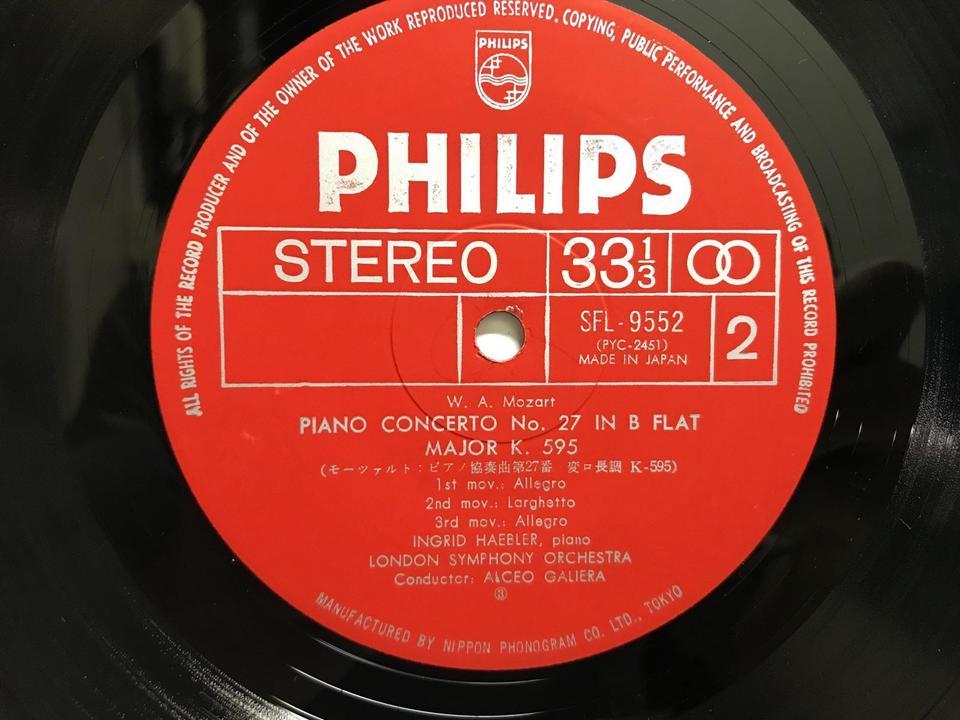 ALL RIGHTS OF THE RECORD PRODUCER AND OF THE OWNER OF THE WORK REPRODUCED RESERVED. COPYING, PUBLIC PERFORMANCE AND BROADCASTING OF THIS RECORD PROHIBITED
PHILIPS
PHILIPS
STEREO 33 1/3
SFL-9552
(PYC-2451)
MADE IN JAPAN
2
W. A. Mozart
PIANO CONCERTO No. 27 IN B FLAT
MAJOR K. 595
(モーツァルト:ピアノ協奏曲第27番 変ロ長調 K-595)
1st mov.: Allegro
2nd mov.: Larghetto
3rd mov.: Allegro
INGRID HAEBLER, piano
LONDON SYMPHONY ORCHESTRA
Conductor: ALCEO GALIERA
③
MANUFACTURED BY NIPPON PHONOGRAM CO. LTD., TOKYO